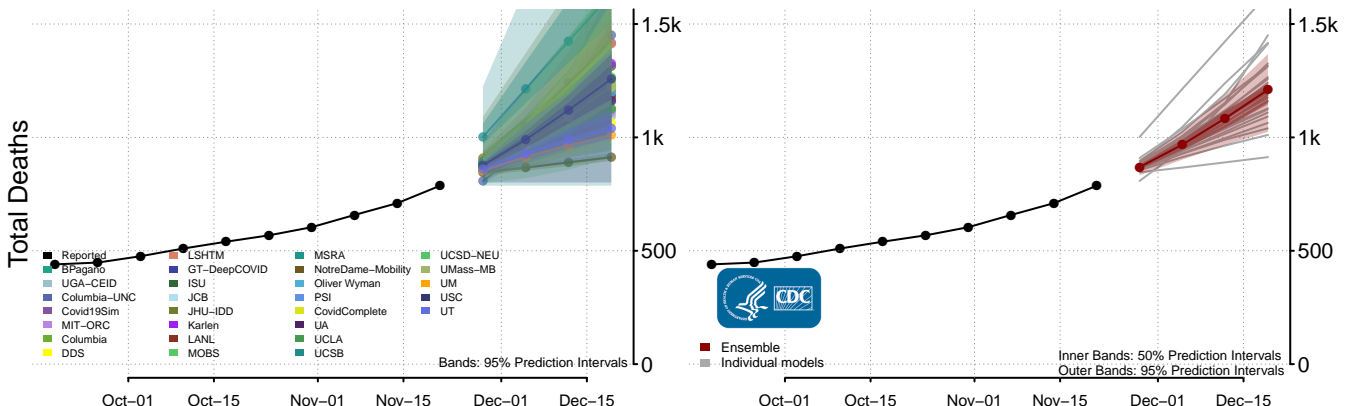 Total Deaths
1.5k
1k
500
0
Reported
BPagano
UGA−CEID
Columbia−UNC
Covid19Sim
MIT−ORC
Columbia
DDS
LSHTM
GT−DeepCOVID
ISU
JCB
JHU−IDD
Karlen
LANL
MOBS
MSRA
NotreDame−Mobility
Oliver Wyman
PSI
CovidComplete
UA
UCLA
UCSB
UCSD−NEU
UMass−MB
UM
USC
UT
Bands: 95% Prediction Intervals
Oct−01 Oct−15 Nov−01 Nov−15 Dec−01 Dec−15
1.5k
1k
500
0
CDC
Ensemble
Individual models
Inner Bands: 50% Prediction Intervals
Outer Bands: 95% Prediction Intervals
Oct−01 Oct−15 Nov−01 Nov−15 Dec−01 Dec−15